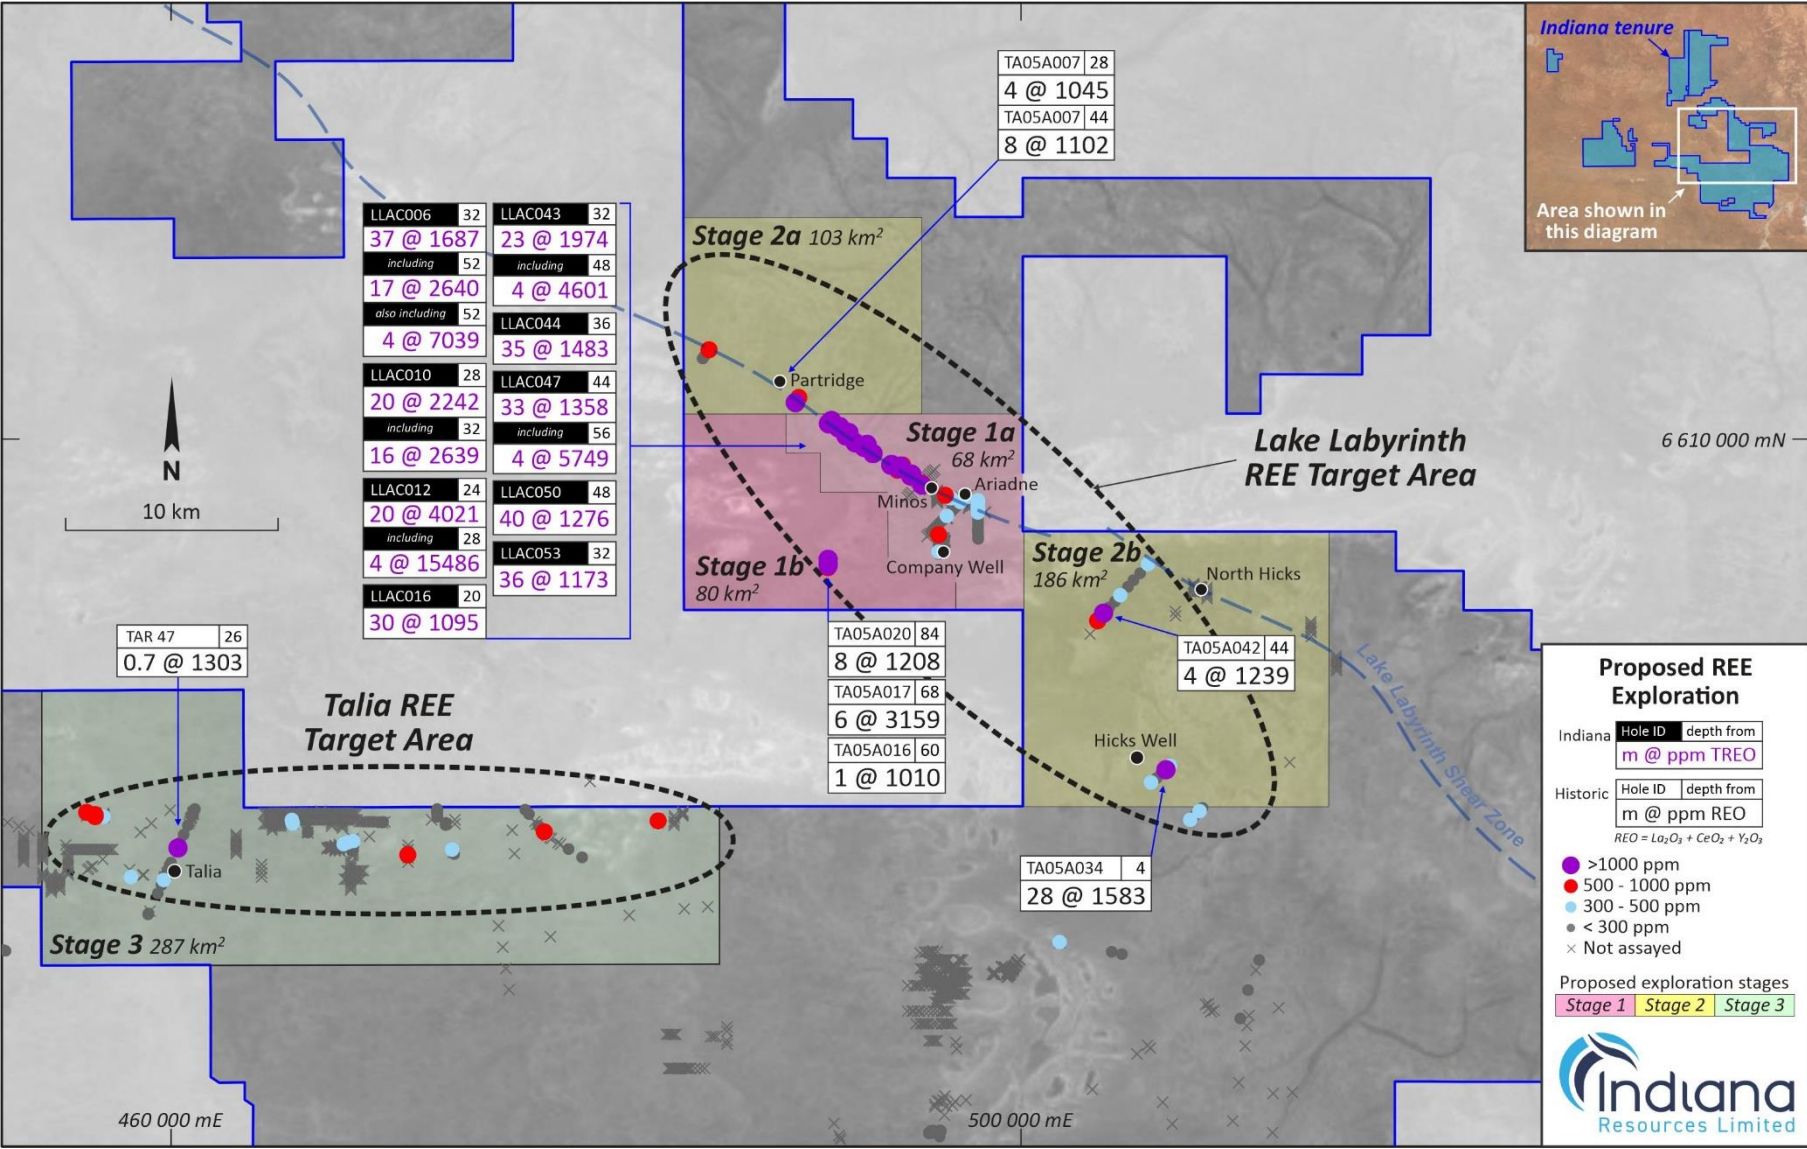 Indiana tenure
Area shown in
this diagram
TA05A007 28
4 @ 1045
TA05A007 44
8 @ 1102
LLAC006 32
37 @ 1687
including 52
17 @ 2640
also including 52
4 @ 7039
LLAC010 28
20 @ 2242
including 32
16 @ 2639
LLAC012 24
20 @ 4021
including 28
4 @ 15486
LLAC016 20
30 @ 1095
LLAC043 32
23 @ 1974
including 48
4 @ 4601
LLAC044 36
35 @ 1483
LLAC047 44
33 @ 1358
including 56
4 @ 5749
LLAC050 48
40 @ 1276
LLAC053 32
36 @ 1173
Stage 2a 103 km²
Partridge
Stage 1a
68 km²
Ariadne
Minos
Company Well
Stage 1b
80 km²
Lake Labyrinth
REE Target Area
6 610 000 mN
N
10 km
Stage 2b
186 km²
North Hicks
TA05A042 44
4 @ 1239
Hicks Well
Lake Labyrinth Shear Zone
TA05A020 84
8 @ 1208
TA05A017 68
6 @ 3159
TA05A016 60
1 @ 1010
TA05A034 4
28 @ 1583
TAR 47 26
0.7 @ 1303
Talia REE
Target Area
Talia
Stage 3 287 km²
460 000 mE
500 000 mE
Proposed REE
Exploration
Indiana
Hole ID depth from
m @ ppm TREO
Historic
Hole ID depth from
m @ ppm REO
REO = La₂O₃ + CeO₂ + Y₂O₃
>1000 ppm
500 - 1000 ppm
300 - 500 ppm
< 300 ppm
Not assayed
Proposed exploration stages
Stage 1 Stage 2 Stage 3
Indiana
Resources Limited